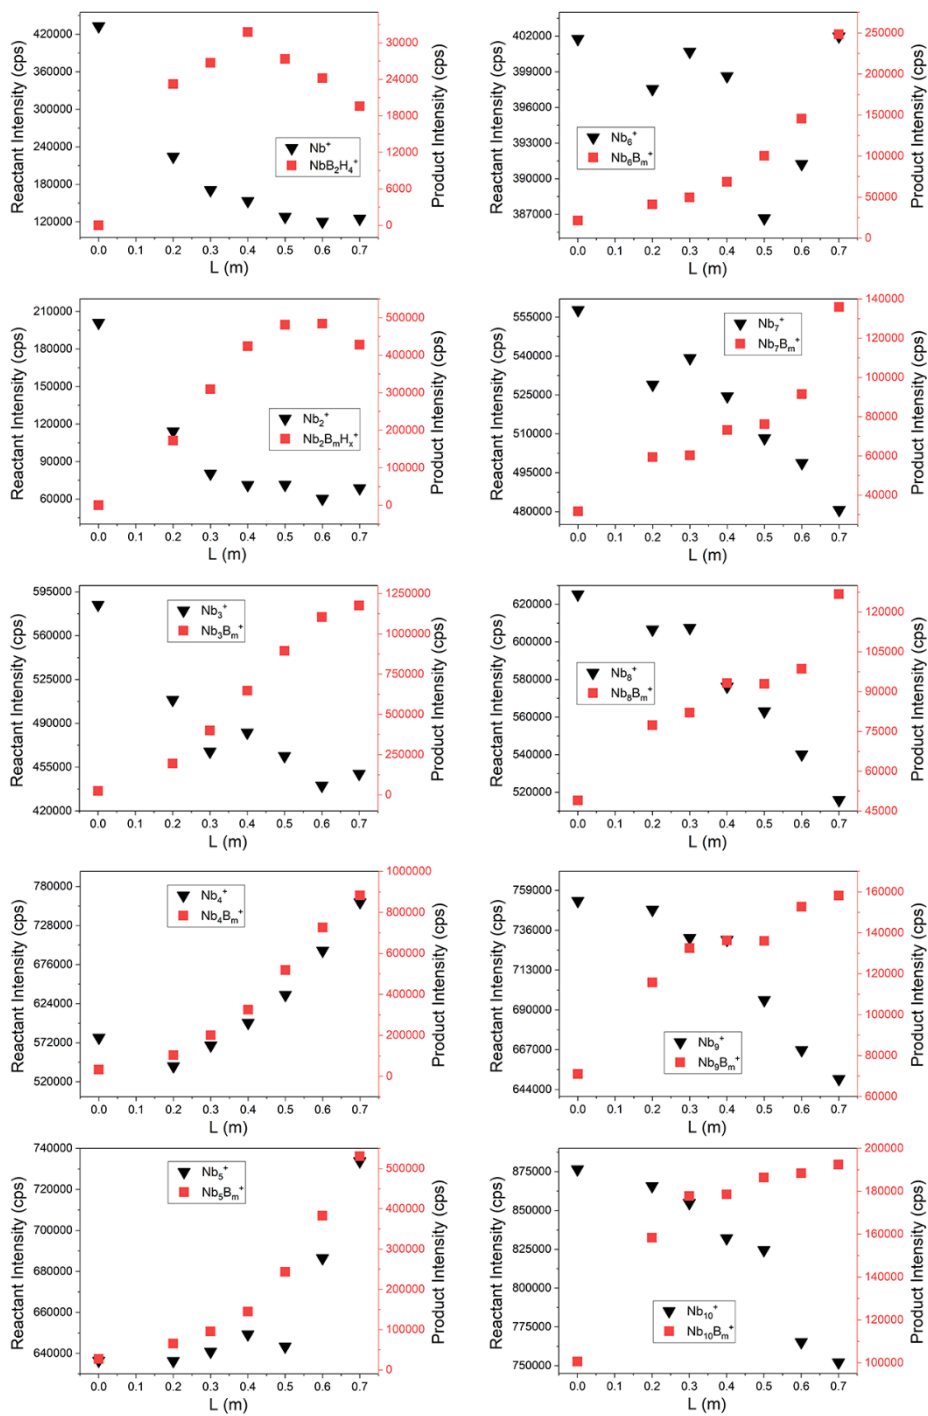 Reactant Intensity (cps)
420000
360000
300000
240000
180000
120000
Nb⁺
NbB₂H₄⁺
30000
24000
18000
12000
6000
0
Product Intensity (cps)
0.0 0.1 0.2 0.3 0.4 0.5 0.6 0.7
L (m)
Reactant Intensity (cps)
402000
399000
396000
393000
390000
387000
Nb₆⁺
Nb₆Bₘ⁺
250000
200000
150000
100000
50000
0
Product Intensity (cps)
0.0 0.1 0.2 0.3 0.4 0.5 0.6 0.7
L (m)
Reactant Intensity (cps)
210000
180000
150000
120000
90000
60000
Nb₂⁺
Nb₂BₘHₓ⁺
500000
400000
300000
200000
100000
0
Product Intensity (cps)
0.0 0.1 0.2 0.3 0.4 0.5 0.6 0.7
L (m)
Reactant Intensity (cps)
555000
540000
525000
510000
495000
480000
Nb₇⁺
Nb₇Bₘ⁺
140000
120000
100000
80000
60000
40000
Product Intensity (cps)
0.0 0.1 0.2 0.3 0.4 0.5 0.6 0.7
L (m)
Reactant Intensity (cps)
595000
560000
525000
490000
455000
420000
Nb₃⁺
Nb₃Bₘ⁺
1250000
1000000
750000
500000
250000
0
Product Intensity (cps)
0.0 0.1 0.2 0.3 0.4 0.5 0.6 0.7
L (m)
Reactant Intensity (cps)
620000
600000
580000
560000
540000
520000
Nb₈⁺
Nb₈Bₘ⁺
120000
105000
90000
75000
60000
45000
Product Intensity (cps)
0.0 0.1 0.2 0.3 0.4 0.5 0.6 0.7
L (m)
Reactant Intensity (cps)
780000
728000
676000
624000
572000
520000
Nb₄⁺
Nb₄Bₘ⁺
1000000
800000
600000
400000
200000
0
Product Intensity (cps)
0.0 0.1 0.2 0.3 0.4 0.5 0.6 0.7
L (m)
Reactant Intensity (cps)
759000
736000
713000
690000
667000
644000
Nb₉⁺
Nb₉Bₘ⁺
160000
140000
120000
100000
80000
60000
Product Intensity (cps)
0.0 0.1 0.2 0.3 0.4 0.5 0.6 0.7
L (m)
Reactant Intensity (cps)
740000
720000
700000
680000
660000
640000
Nb₅⁺
Nb₅Bₘ⁺
500000
400000
300000
200000
100000
0
Product Intensity (cps)
0.0 0.1 0.2 0.3 0.4 0.5 0.6 0.7
L (m)
Reactant Intensity (cps)
875000
850000
825000
800000
775000
750000
Nb₁₀⁺
Nb₁₀Bₘ⁺
200000
180000
160000
140000
120000
100000
Product Intensity (cps)
0.0 0.1 0.2 0.3 0.4 0.5 0.6 0.7
L (m)